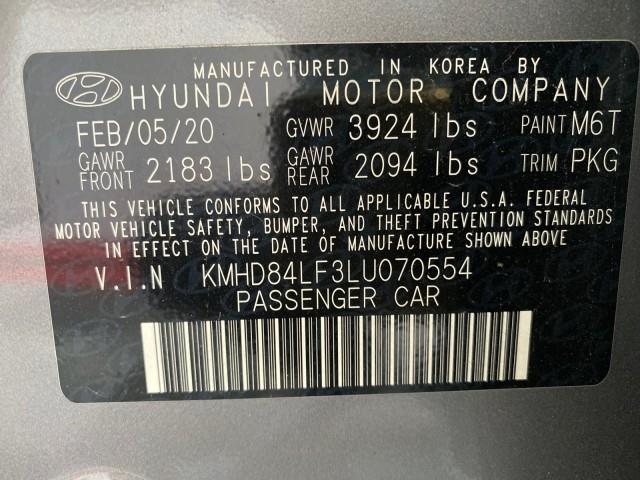 MANUFACTURED IN KOREA BY
HYUNDAI MOTOR COMPANY
FEB/05/20 GVWR 3924 lbs PAINT M6T
GAWR FRONT 2183 lbs GAWR REAR 2094 lbs TRIM PKG
THIS VEHICLE CONFORMS TO ALL APPLICABLE U.S.A. FEDERAL
MOTOR VEHICLE SAFETY, BUMPER, AND THEFT PREVENTION STANDARDS
IN EFFECT ON THE DATE OF MANUFACTURE SHOWN ABOVE
V.I.N KMHD84LF3LU070554
PASSENGER CAR